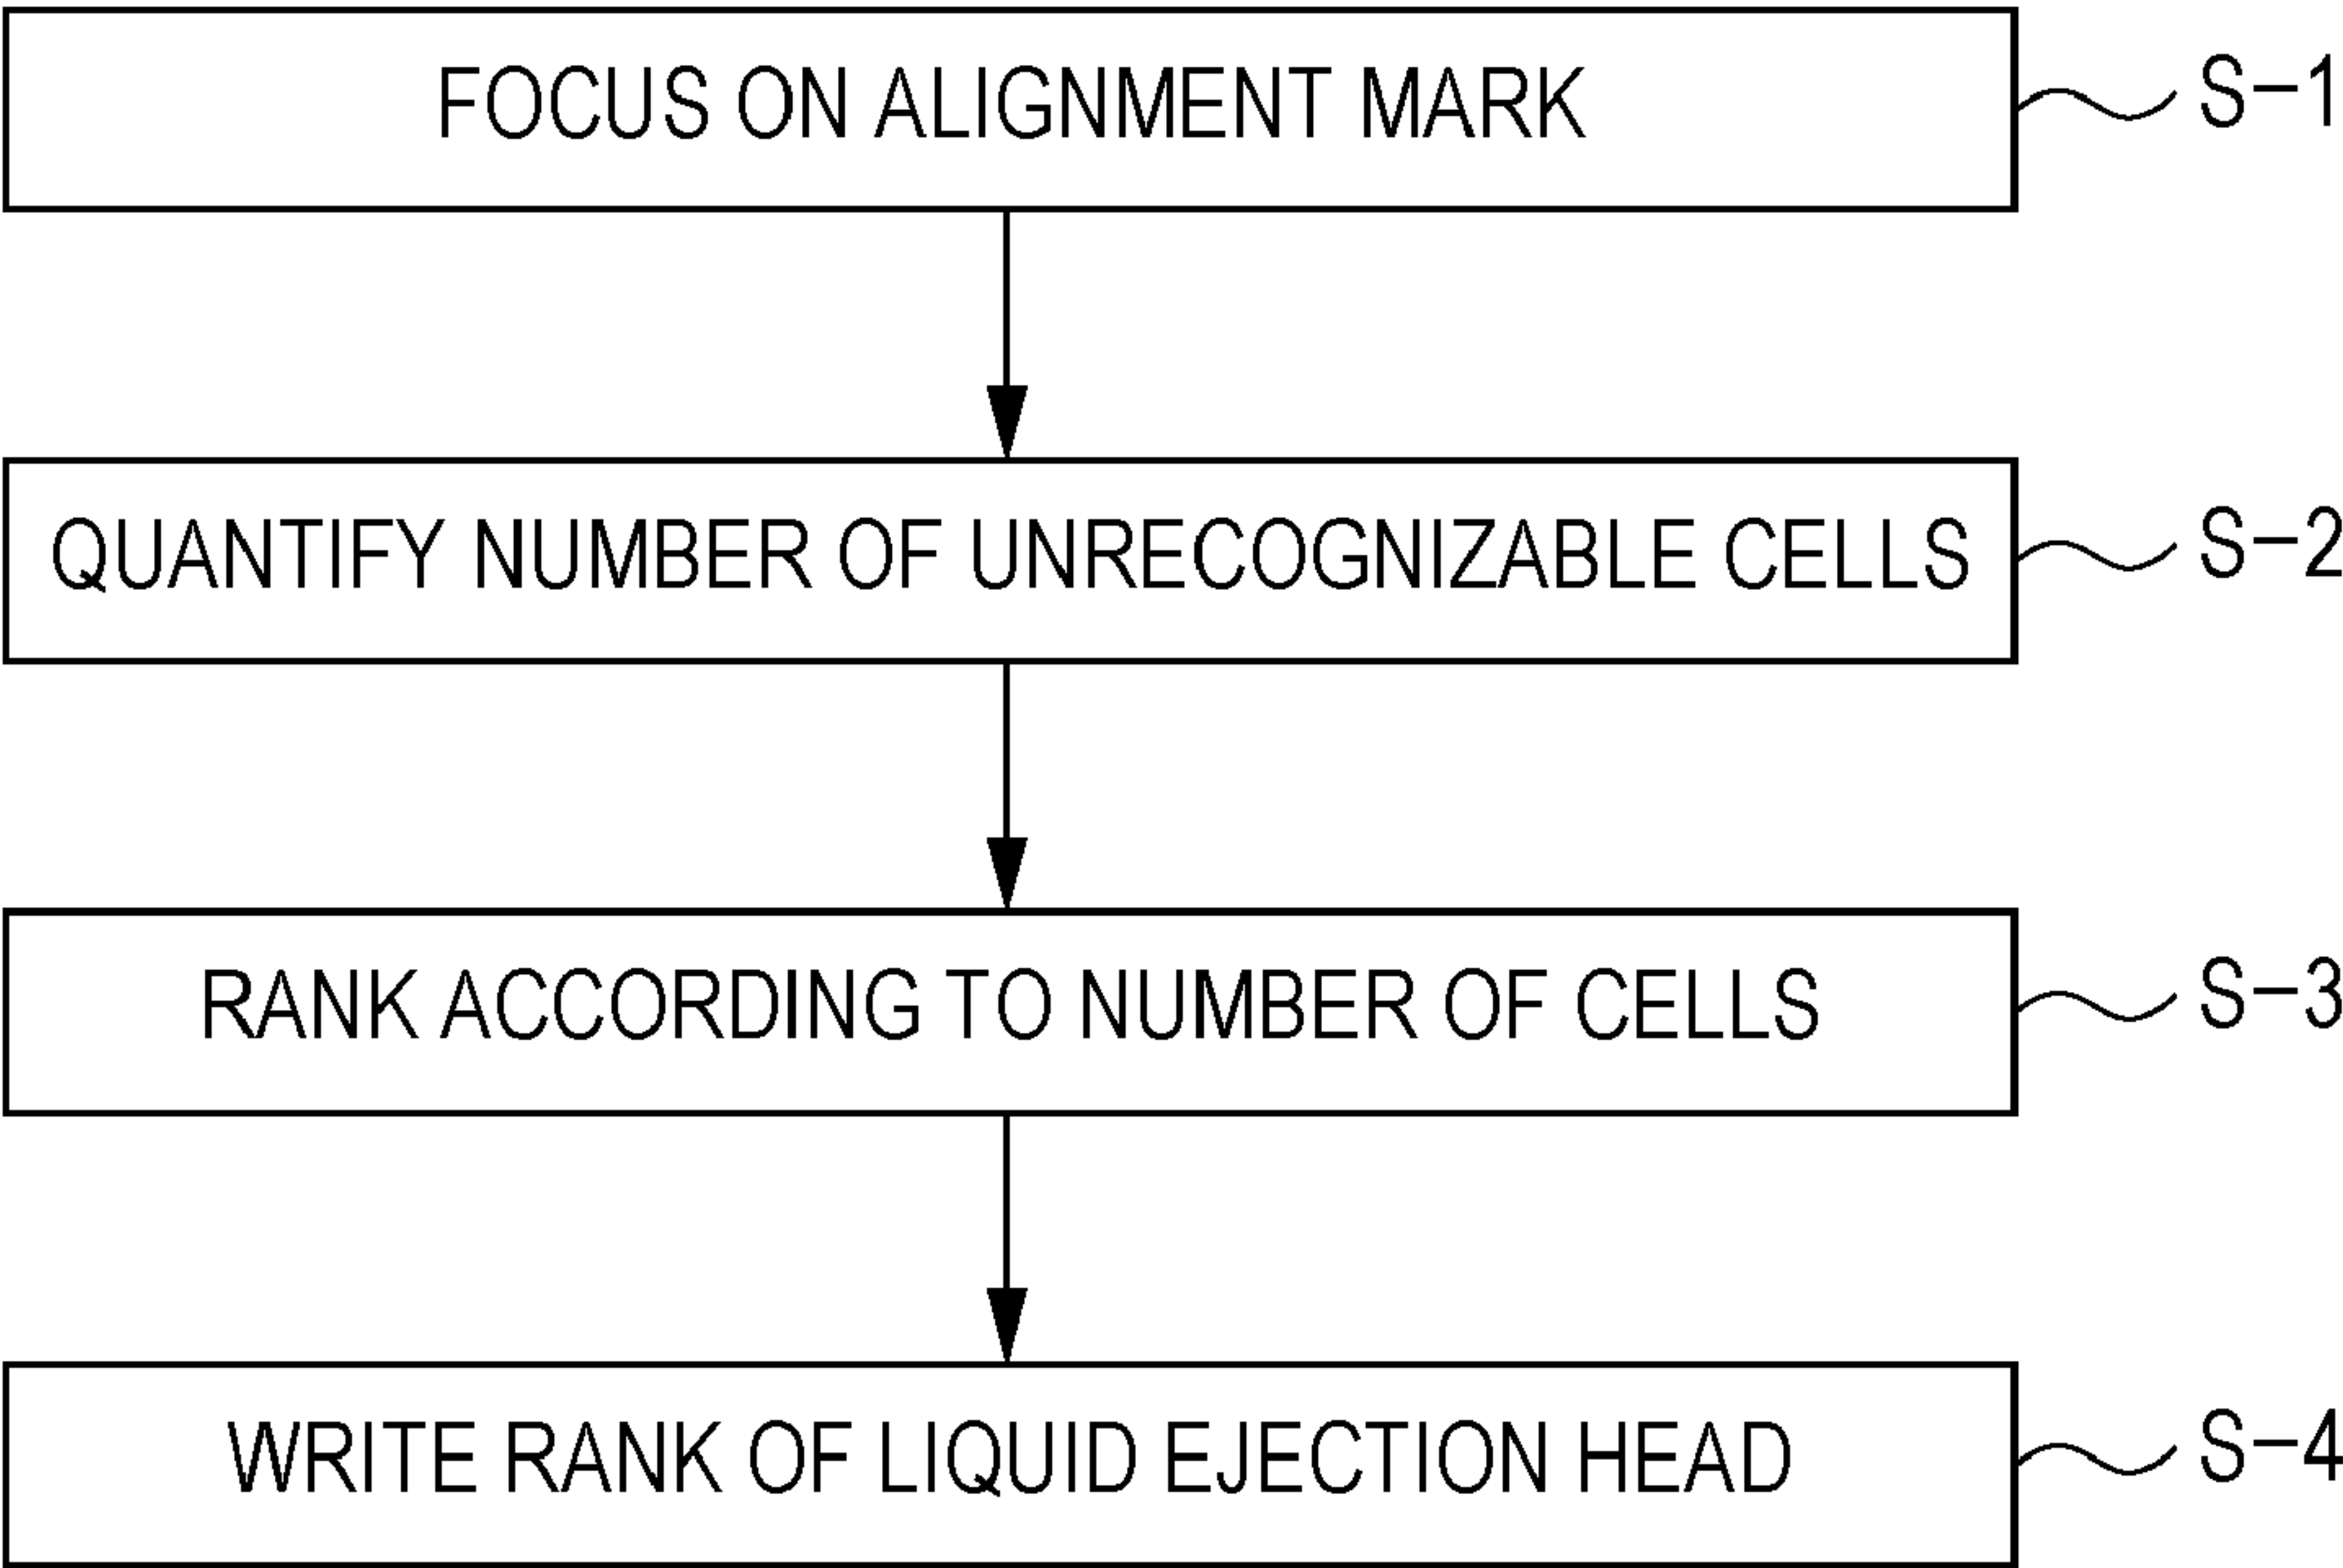 FOCUS ON ALIGNMENT MARK S-1
QUANTIFY NUMBER OF UNRECOGNIZABLE CELLS S-2
RANK ACCORDING TO NUMBER OF CELLS S-3
WRITE RANK OF LIQUID EJECTION HEAD S-4